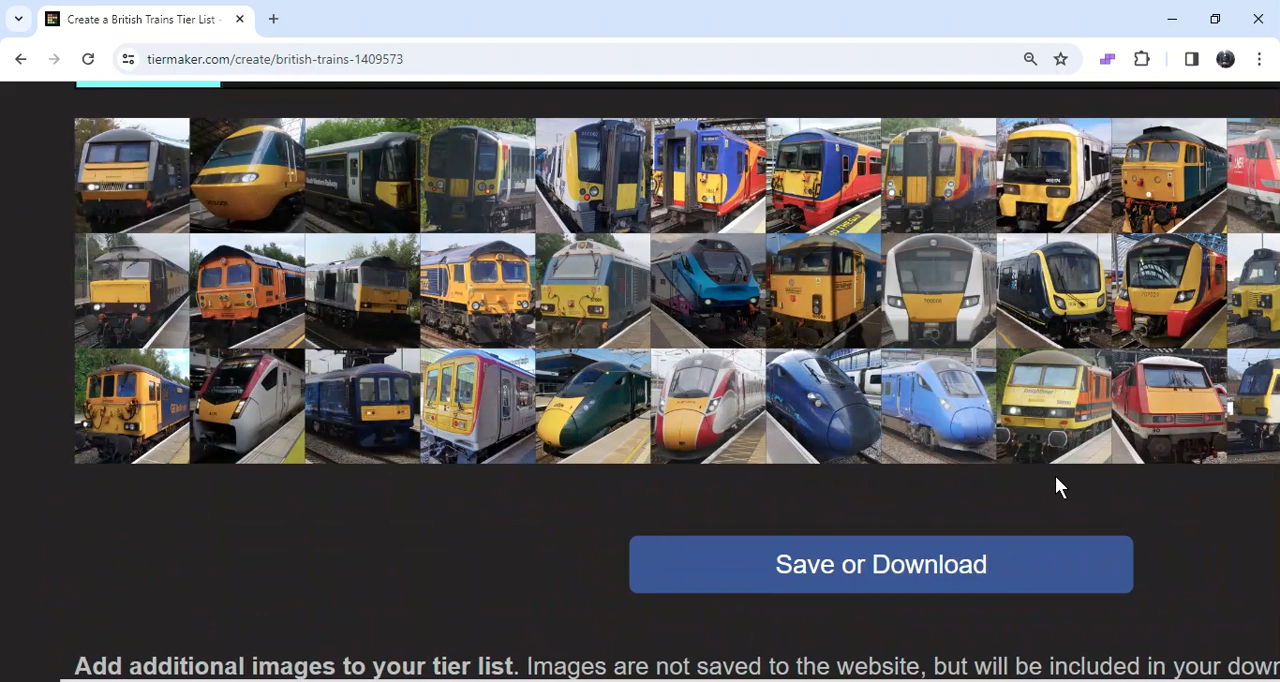 Create a British Trains Tier List -
tiermaker.com/create/british-trains-1409573
Save or Download
Add additional images to your tier list. Images are not saved to the website, but will be included in your down